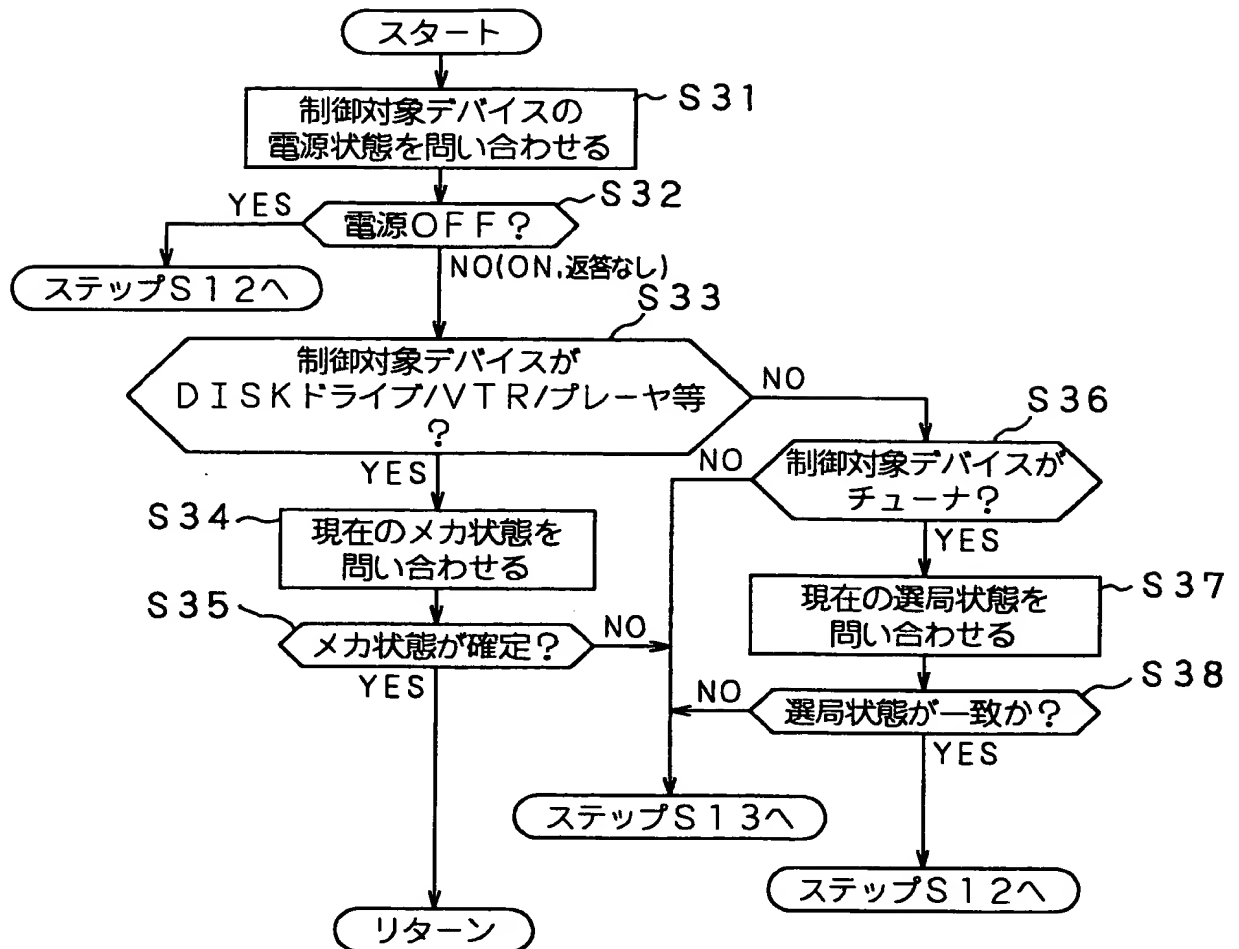 スタート
S31
制御対象デバイスの
電源状態を問い合わせる
S32
YES
電源OFF?
ステップS12へ
NO(ON,返答なし)
S33
制御対象デバイスが
DISKドライブ/VTR/プレーヤ等
?
NO
YES
S36
NO
制御対象デバイスが
チューナ?
YES
S34
現在のメカ状態を
問い合わせる
S37
現在の選局状態を
問い合わせる
S35
メカ状態が確定?
NO
YES
S38
NO
選局状態が一致か?
YES
ステップS13へ
ステップS12へ
リターン